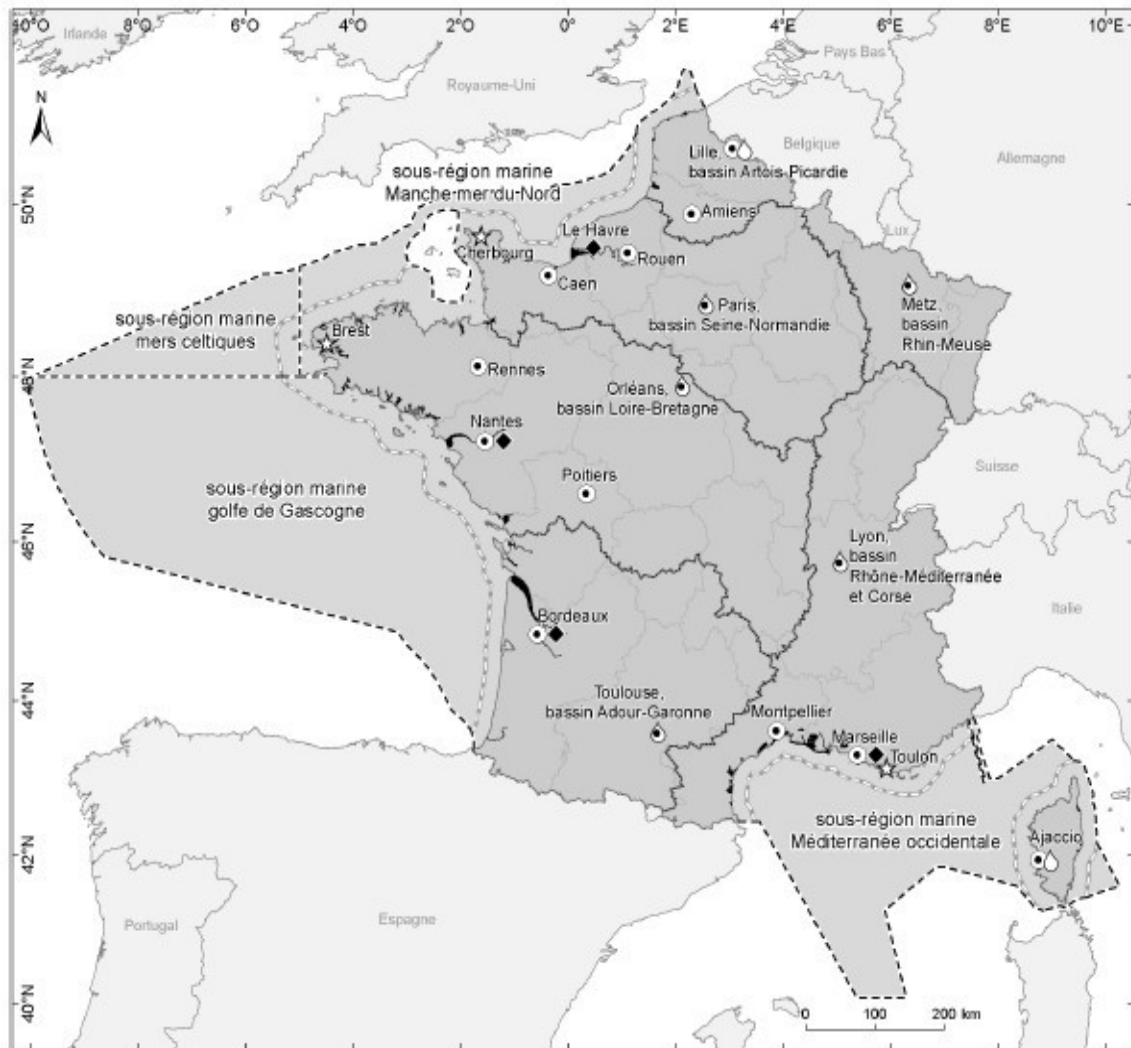 10°O
8°O
6°O
4°O
2°O
0°
2°E
4°E
6°E
8°E
10°E
Irlande
Pays Bas
Royaume-Uni
N
Belgique
Allemagne
Lille,
bassin Artois-Picardie
sous-région marine
Manche-mer-du-Nord
50°N
Amiens
Le Havre
Lux
Cherbourg
Rouen
Caen
Metz,
bassin
Rhin-Meuse
Paris,
bassin Seine-Normandie
sous-région marine
mers celtiques
Brest
48°N
Rennes
Orléans,
bassin Loire-Bretagne
Nantes
Suisse
Poitiers
sous-région marine
golfe de Gascogne
46°N
Lyon,
bassin
Rhône-Méditerranée
et Corse
Italie
Bordeaux
44°N
Toulouse,
bassin Adour-Garonne
Montpellier
Marseille
Toulon
sous-région marine
Méditerranée occidentale
Ajaccio
42°N
Portugal
Espagne
40°N
0 100 200 km